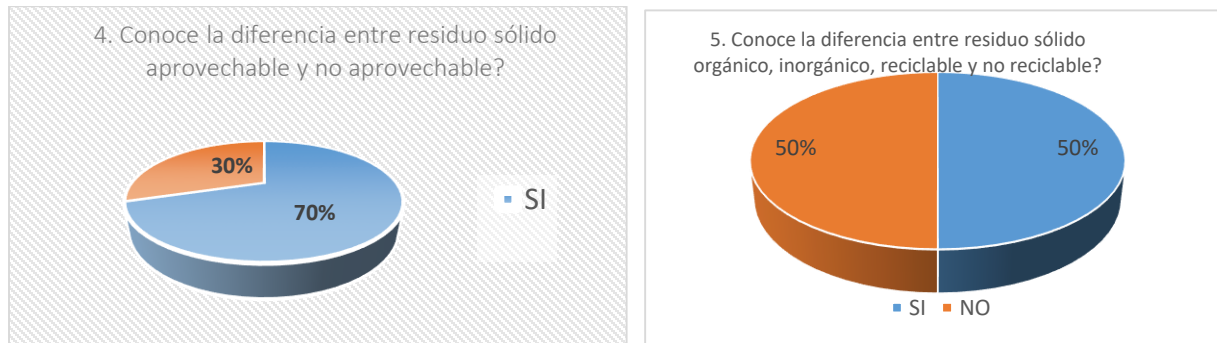 4. Conoce la diferencia entre residuo sólido
aprovechable y no aprovechable?
30%
70%
SI
5. Conoce la diferencia entre residuo sólido
orgánico, inorgánico, reciclable y no reciclable?
50%
50%
SI NO